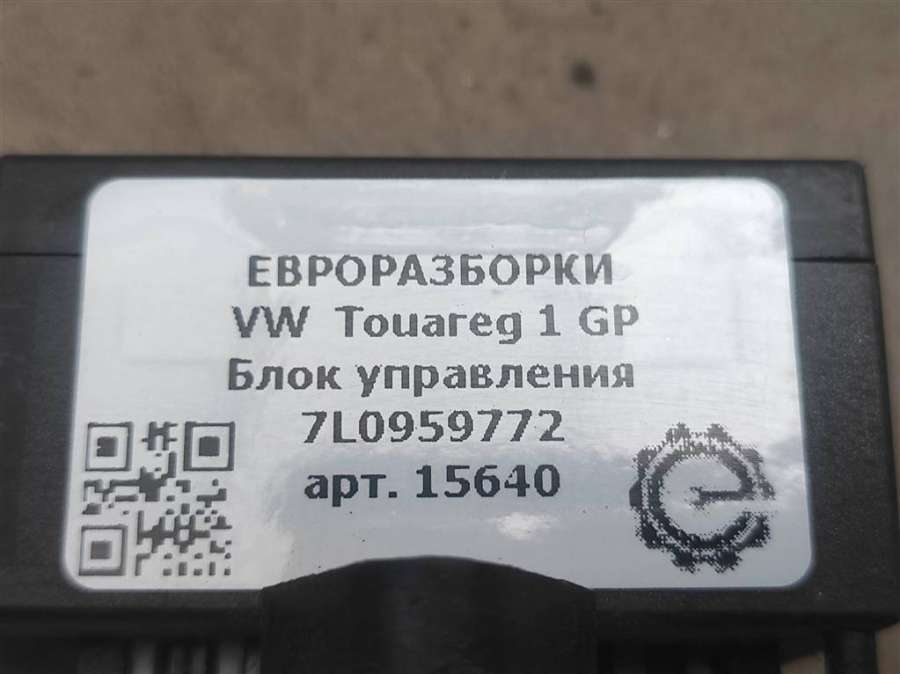 ЕВРОРАЗБОРКИ
VW Touareg 1 GP
Блок управления
7L0959772
арт. 15640